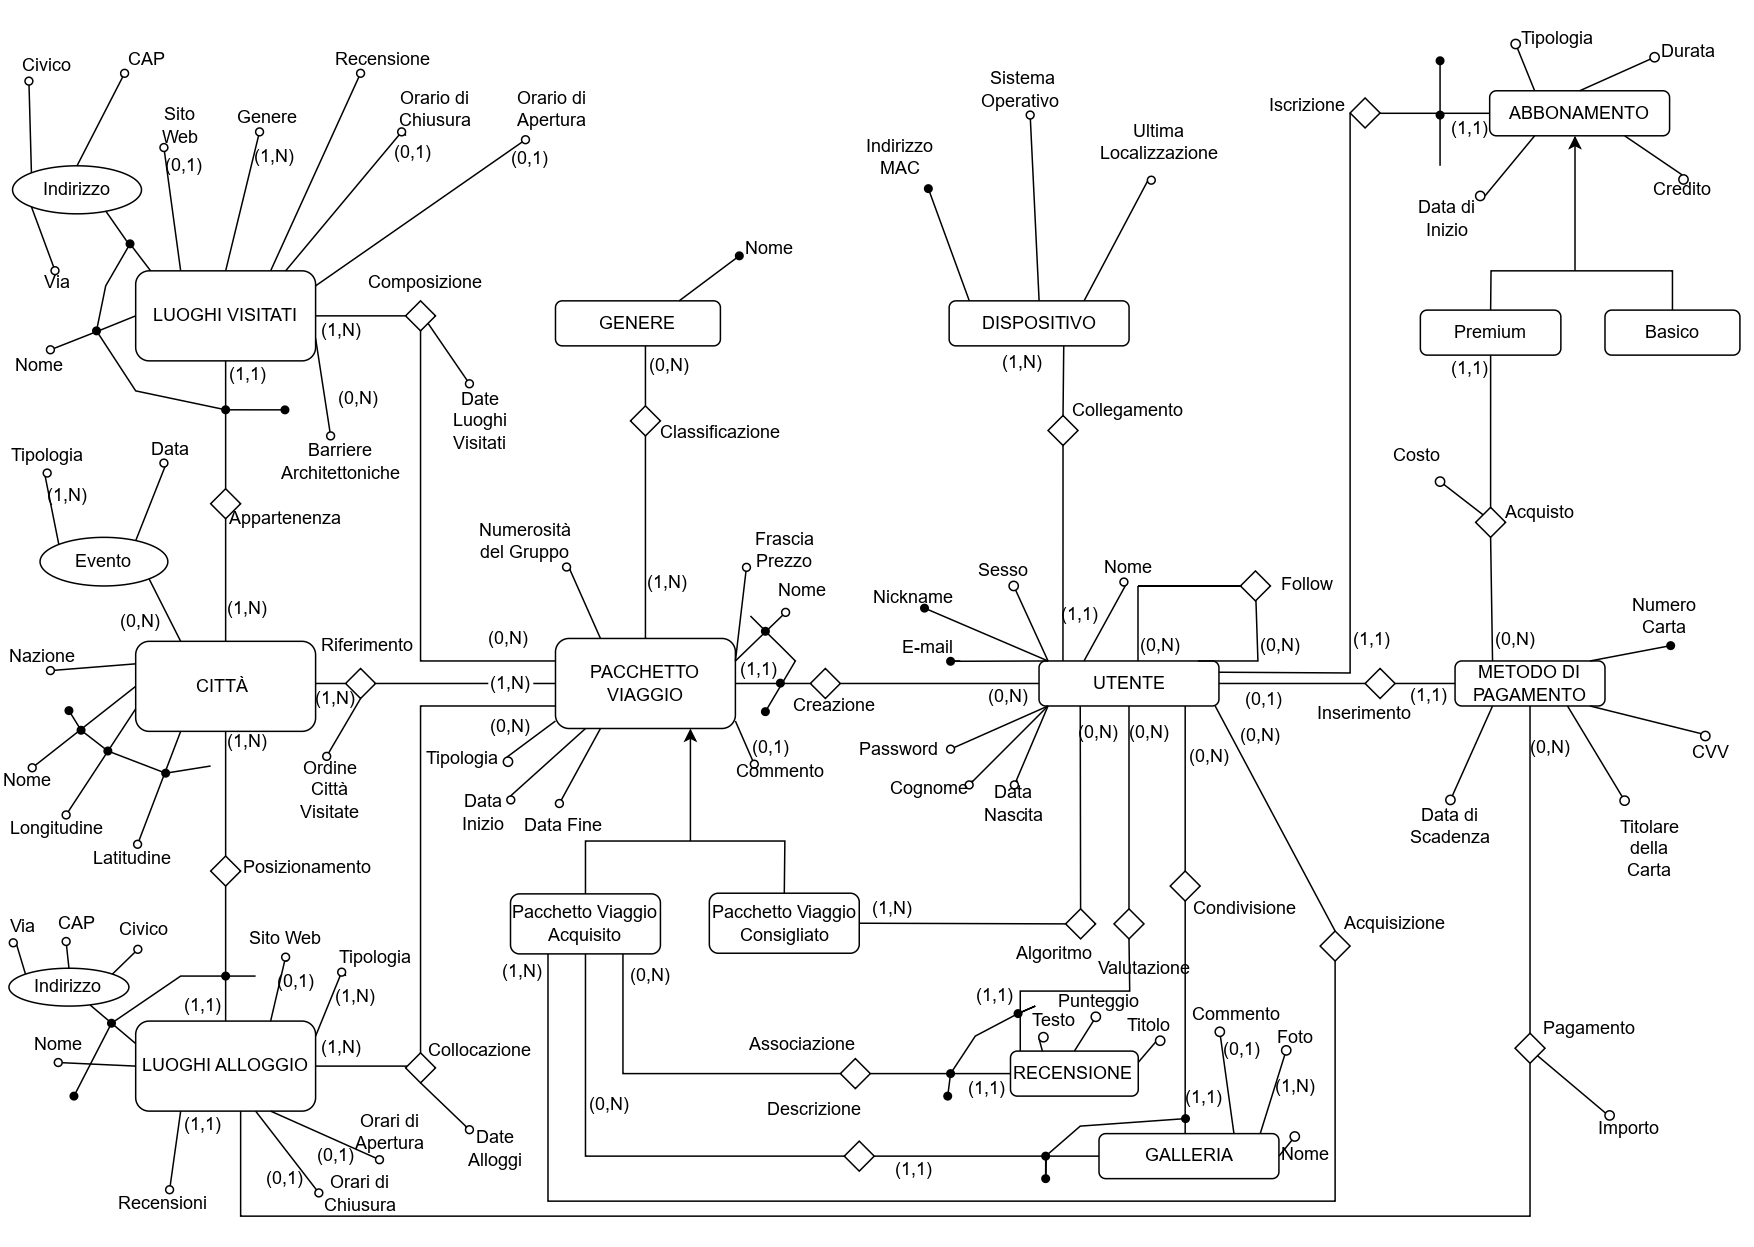 Civico
CAP
Recensione
Sito
Web
(0,1)
Genere
(1,N)
Orario di
Chiusura
(0,1)
Orario di
Apertura
(0,1)
Indirizzo
Via
LUOGHI VISITATI
Nome
(1,1)
(1,N)
Composizione
Date
Luoghi
Visitati
(0,N)
Barriere
Architettoniche
Tipologia
(1,N)
Data
Evento
(0,N)
Appartenenza
(1,N)
Nazione
CITTÀ
Riferimento
(1,N)
Ordine
Città
Visitate
(1,N)
(0,N)
(1,N)
(0,N)
Nome
Longitudine
Latitudine
Posizionamento
Via
CAP
Civico
Indirizzo
Sito Web
(0,1)
Tipologia
(1,N)
(1,1)
Nome
LUOGHI ALLOGGIO
(1,N)
Collocazione
Date
Alloggi
(1,1)
Recensioni
Orari di
Apertura
(0,1)
(0,1)
Orari di
Chiusura
Nome
GENERE
(0,N)
Classificazione
(1,N)
Numerosità
del Gruppo
Frascia
Prezzo
Nome
PACCHETTO
VIAGGIO
(1,1)
Creazione
(0,N)
Tipologia
Data
Inizio
Data Fine
(0,1)
Commento
Pacchetto Viaggio
Acquisito
Pacchetto Viaggio
Consigliato
(1,N)
(1,N)
(0,N)
(0,N)
Algoritmo
Valutazione
Associazione
Descrizione
(1,1)
(1,1)
(1,1)
Testo
Punteggio
Titolo
RECENSIONE
Commento
(0,1)
Foto
(1,N)
(1,1)
GALLERIA
Nome
Indirizzo
MAC
Sistema
Operativo
Ultima
Localizzazione
DISPOSITIVO
(1,N)
Collegamento
(1,1)
Nickname
Sesso
Nome
E-mail
UTENTE
Follow
(0,N)
(0,N)
(1,1)
Password
Cognome
Data
Nascita
(0,N)
(0,N)
(0,N)
(0,N)
(0,1)
Inserimento
(1,1)
Condivisione
Acquisizione
Iscrizione
(1,1)
Tipologia
Durata
ABBONAMENTO
Data di
Inizio
Credito
Premium
Basico
(1,1)
Costo
Acquisto
(0,N)
Numero
Carta
METODO DI
PAGAMENTO
CVV
(0,N)
Data di
Scadenza
Titolare
della
Carta
Pagamento
Importo